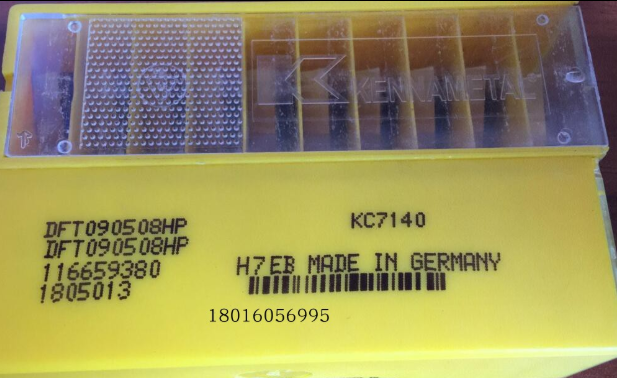 KENNAMETAL
DFT090508HP
KC7140
DFT090508HP
116659380
H7EB MADE IN GERMANY
1805013
18016056995